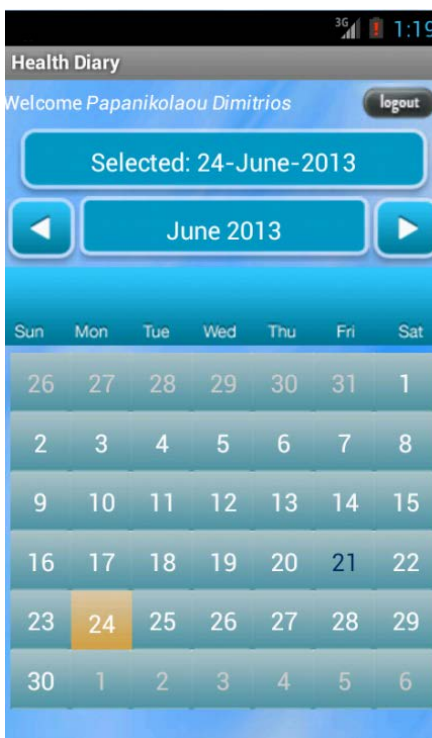 3G 1:19
Health Diary
Welcome Papanikolaou Dimitrios logout
Selected: 24-June-2013
June 2013
Sun Mon Tue Wed Thu Fri Sat
26 27 28 29 30 31 1
2 3 4 5 6 7 8
9 10 11 12 13 14 15
16 17 18 19 20 21 22
23 24 25 26 27 28 29
30 1 2 3 4 5 6